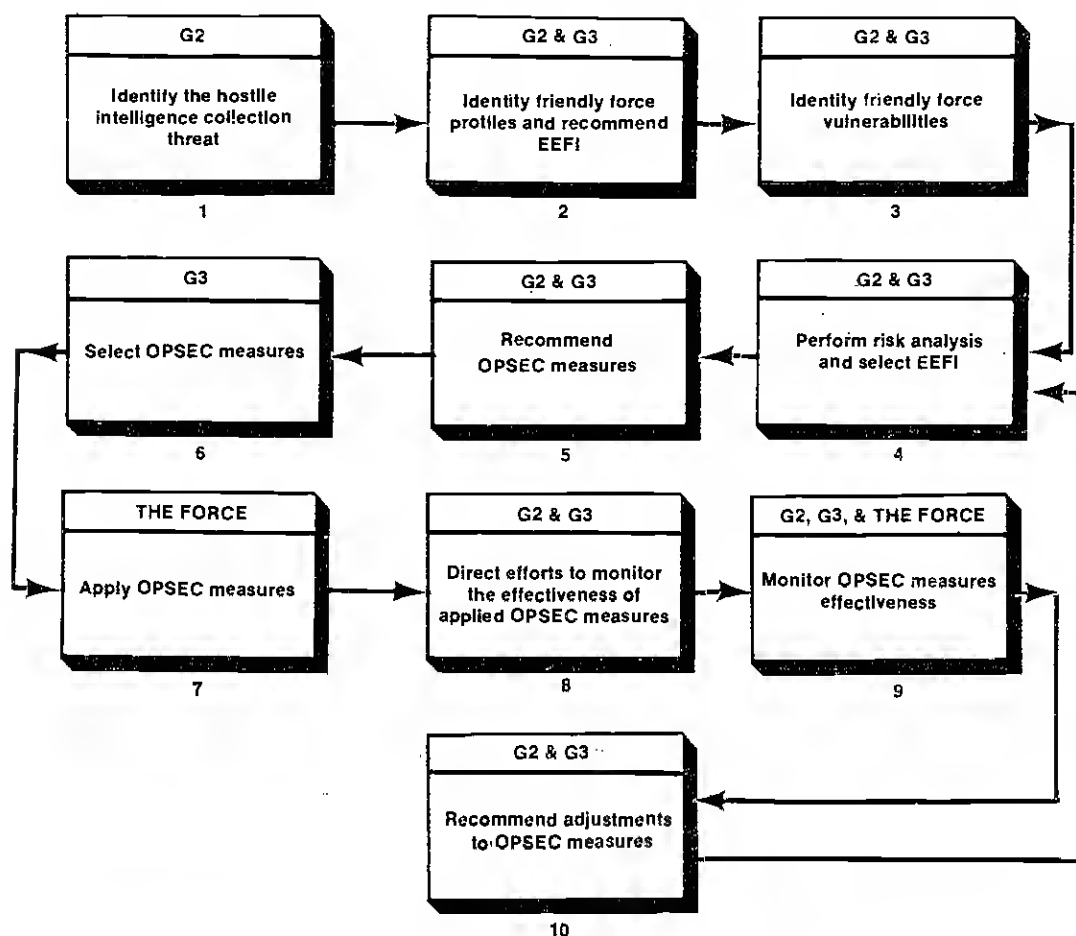 G2
Identify the hostile
intelligence collection
threat
1
G2 & G3
Identity friendly force
profiles and recommend
EEFI
2
G2 & G3
Identity friendly force
vulnerabilities
3
G2 & G3
Perform risk analysis
and select EEFI
4
G2 & G3
Recommend
OPSEC measures
5
G3
Select OPSEC measures
6
THE FORCE
Apply OPSEC measures
7
G2 & G3
Direct efforts to monitor
the effectiveness of
applied OPSEC measures
8
G2, G3, & THE FORCE
Monitor OPSEC measures
effectiveness
9
G2 & G3
Recommend adjustments
to OPSEC measures
10